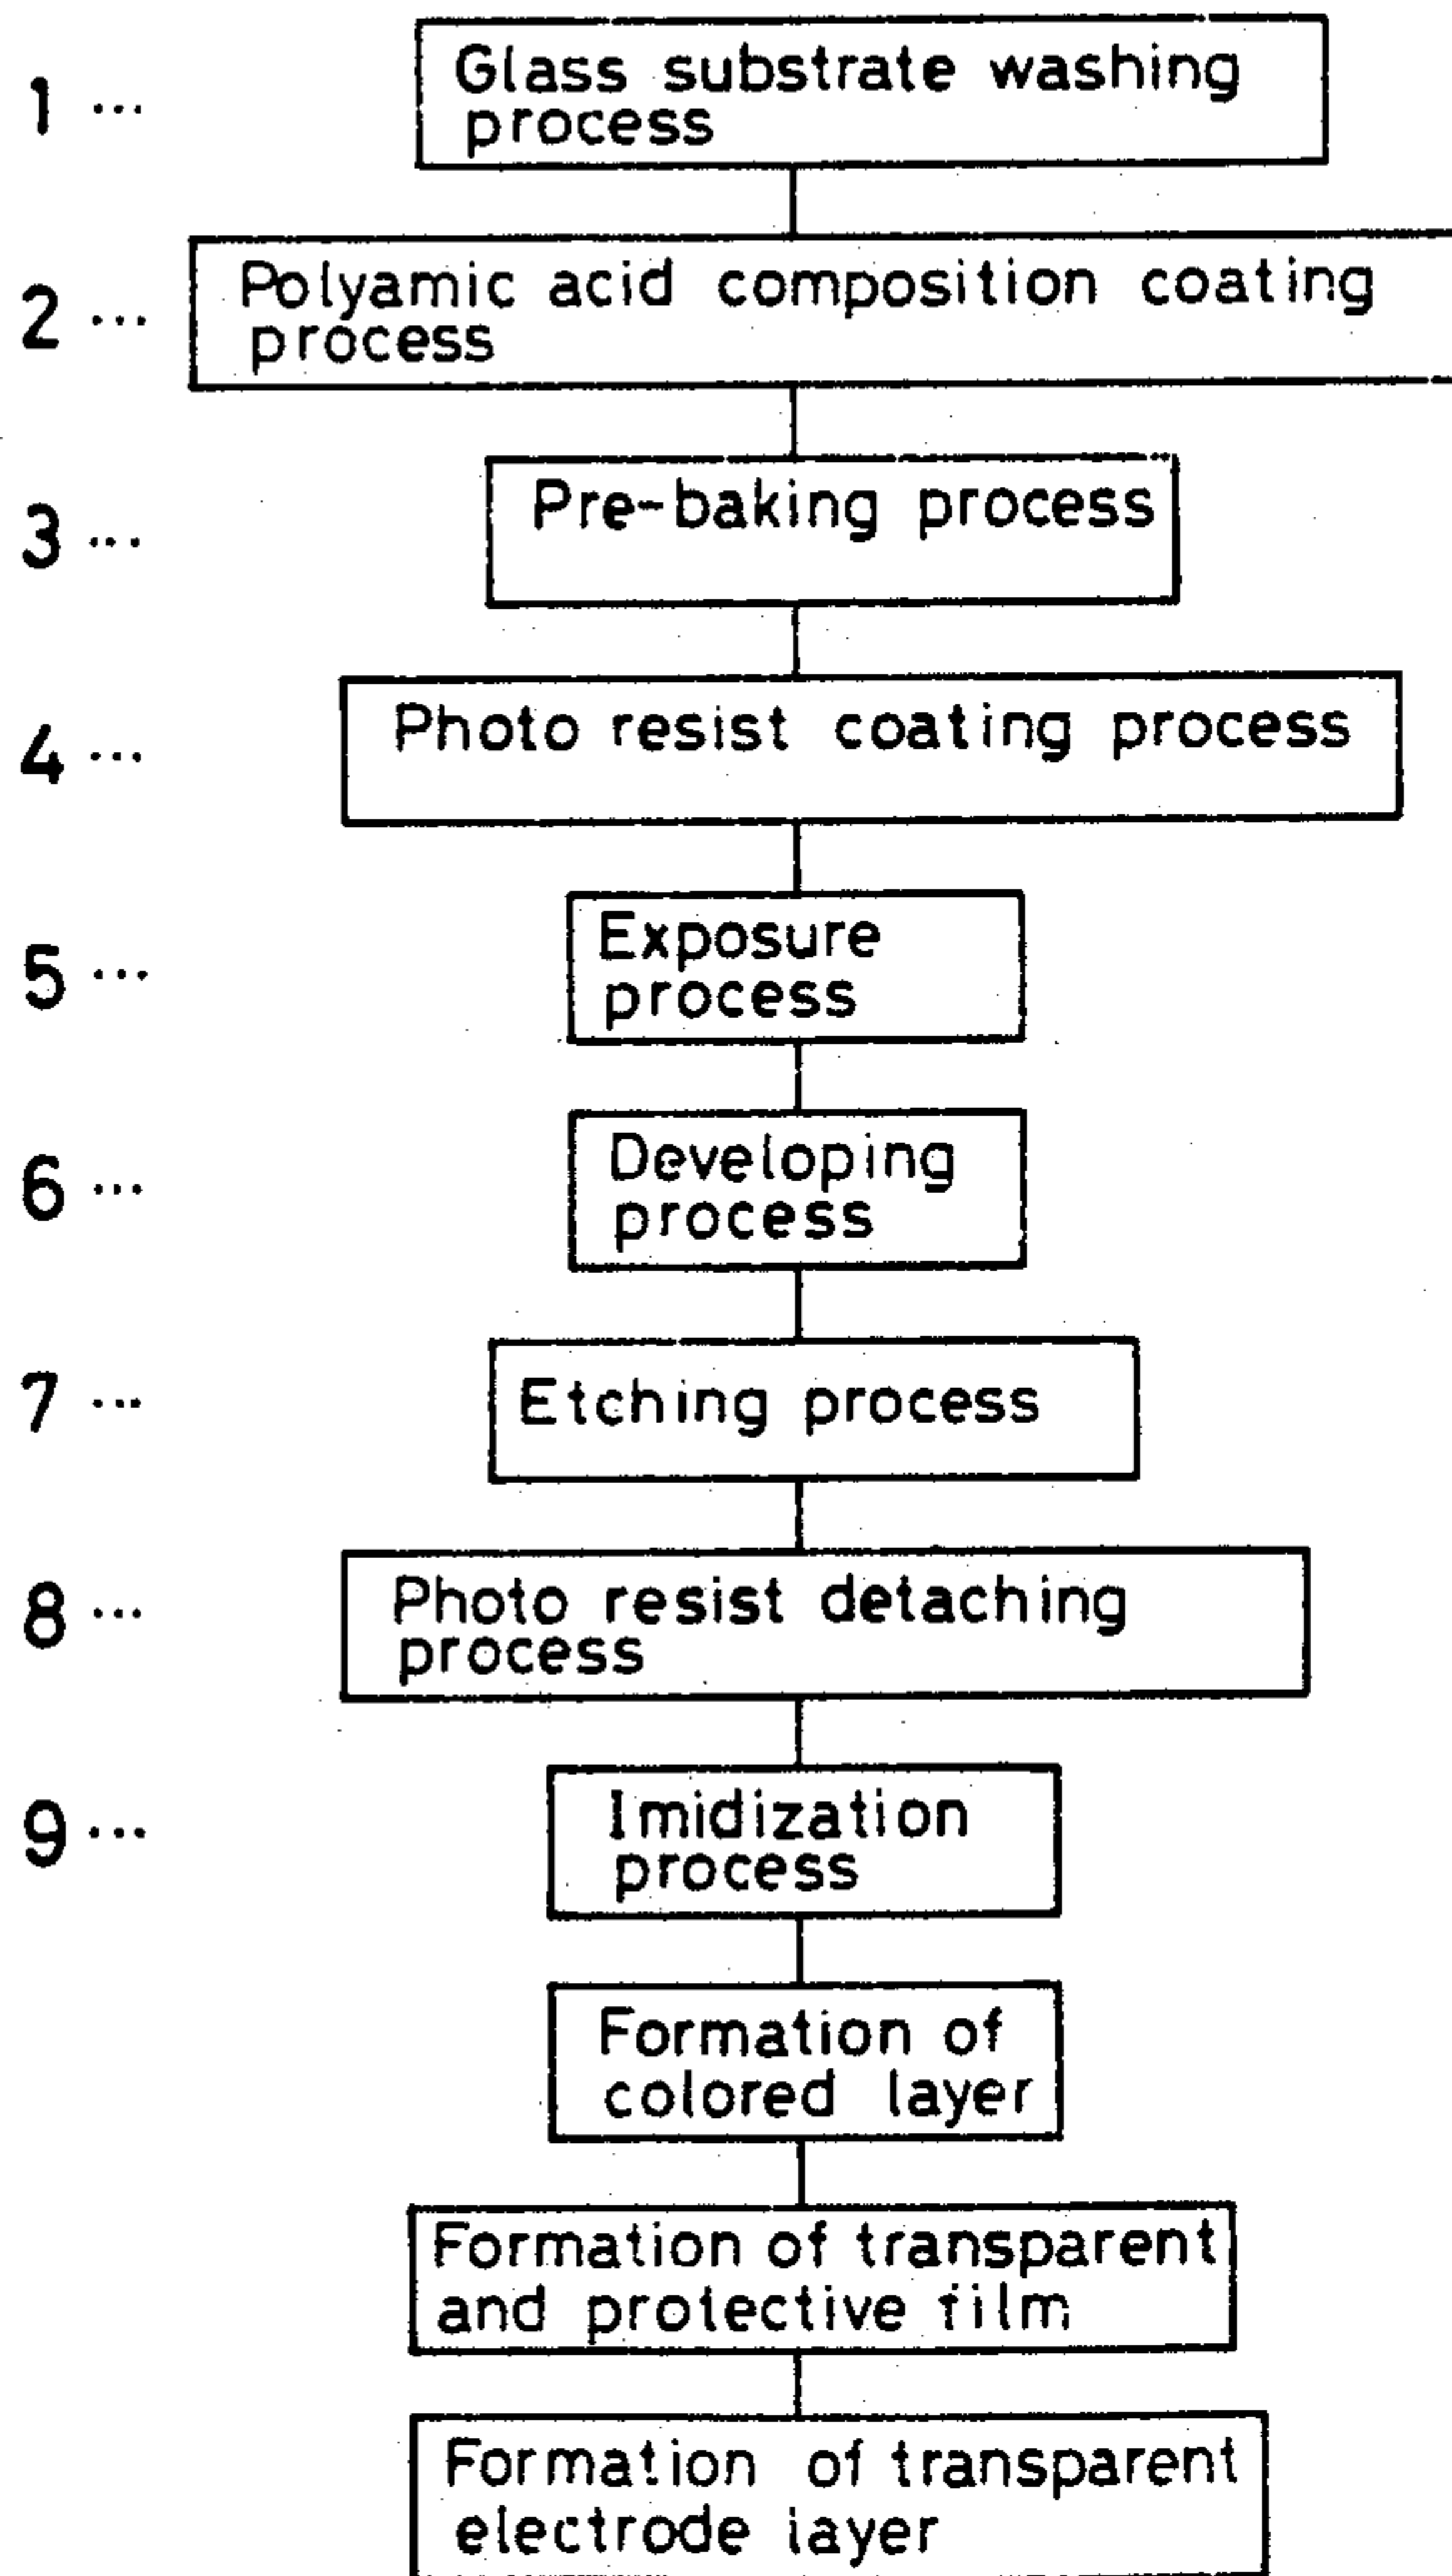 1 ... Glass substrate washing
process
2 ... Polyamic acid composition coating
process
3 ... Pre-baking process
4 ... Photo resist coating process
5 ... Exposure
process
6 ... Developing
process
7 ... Etching process
8 ... Photo resist detaching
process
9 ... Imidization
process
Formation of
colored layer
Formation of transparent
and protective film
Formation of transparent
electrode layer